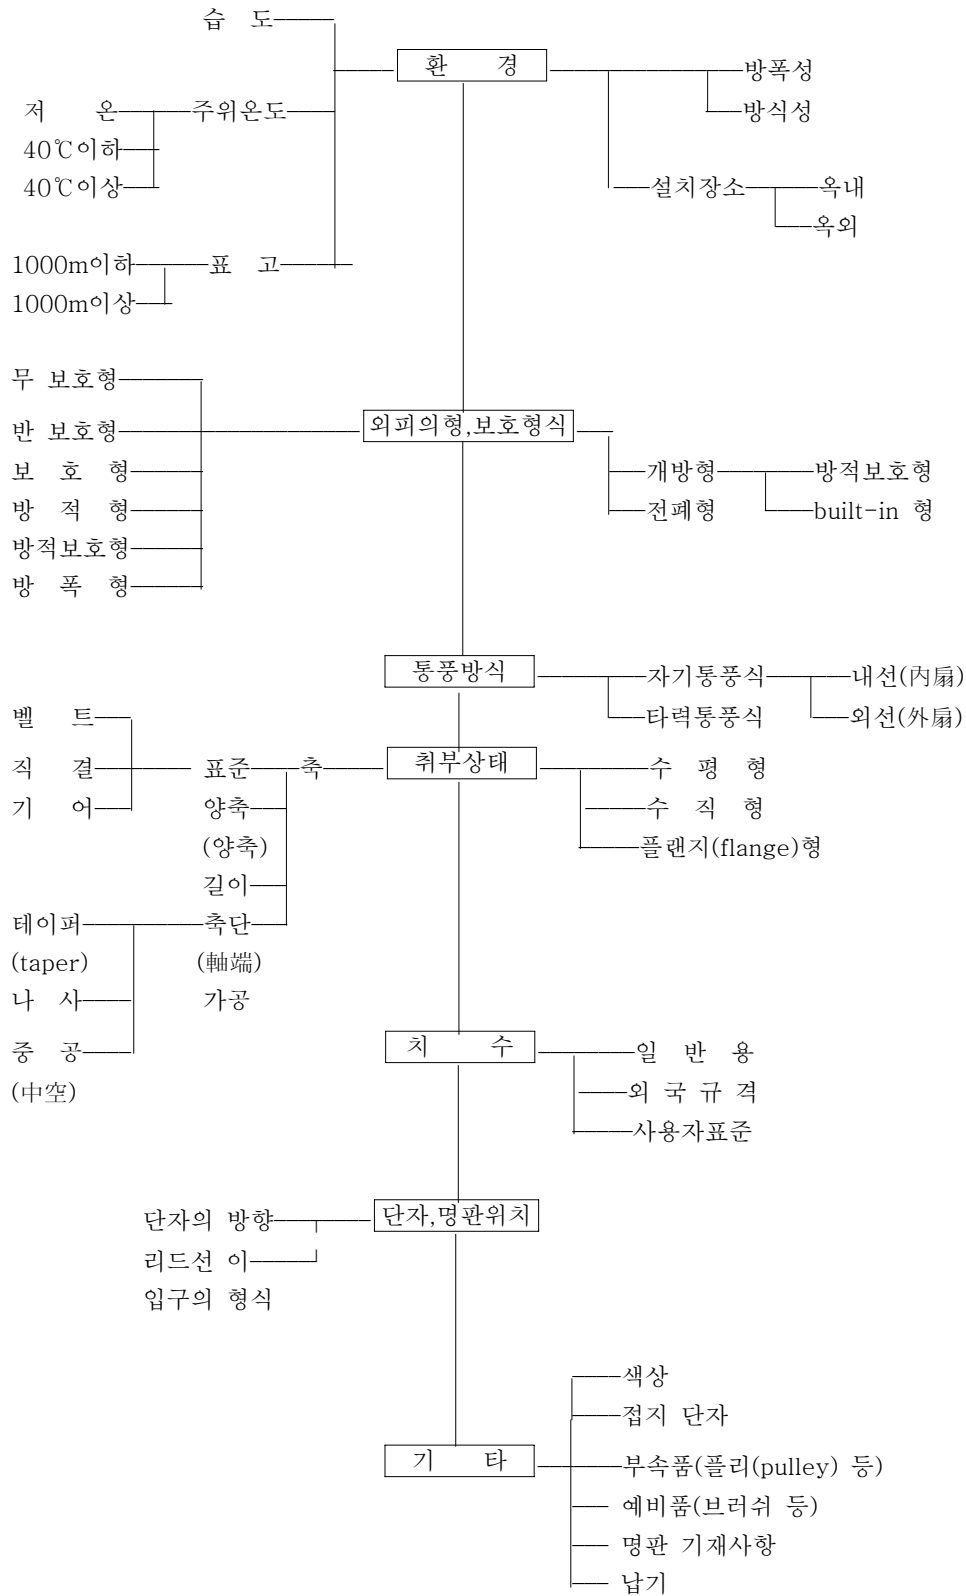 습 도
환 경
방폭성
저 온 주위온도
방식성
40℃이하
40℃이상
설치장소 옥내
옥외
1000m이하 표 고
1000m이상
무 보호형
반 보호형
외피의형,보호형식
보 호 형
개방형 방적보호형
방 적 형
전폐형 built-in 형
방적보호형
방 폭 형
통풍방식
자기통풍식 내선(內扇)
벨 트
타력통풍식 외선(外扇)
직 결 표준 축
취부상태
수 평 형
기 어 양축
수 직 형
(양축)
플랜지(flange)형
길이
테이퍼 축단
(taper) (軸端)
나 사 가공
중 공
치 수
일 반 용
(中空)
외 국 규 격
사용자표준
단자의 방향
단자,명판위치
리드선 이
입구의 형식
색상
접지 단자
기 타
부속품(플리(pulley) 등)
예비품(브러쉬 등)
명판 기재사항
납기